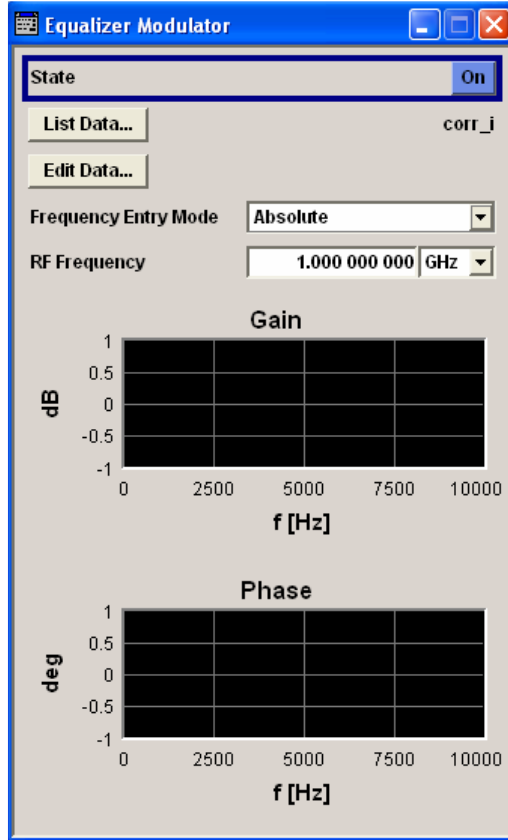 Equalizer Modulator
State On
List Data... corr_i
Edit Data...
Frequency Entry Mode Absolute
RF Frequency 1.000 000 000 GHz
Gain
1
0.5
dB 0
-0.5
-1
0 2500 5000 7500 10000
f [Hz]
Phase
1
0.5
deg 0
-0.5
-1
0 2500 5000 7500 10000
f [Hz]